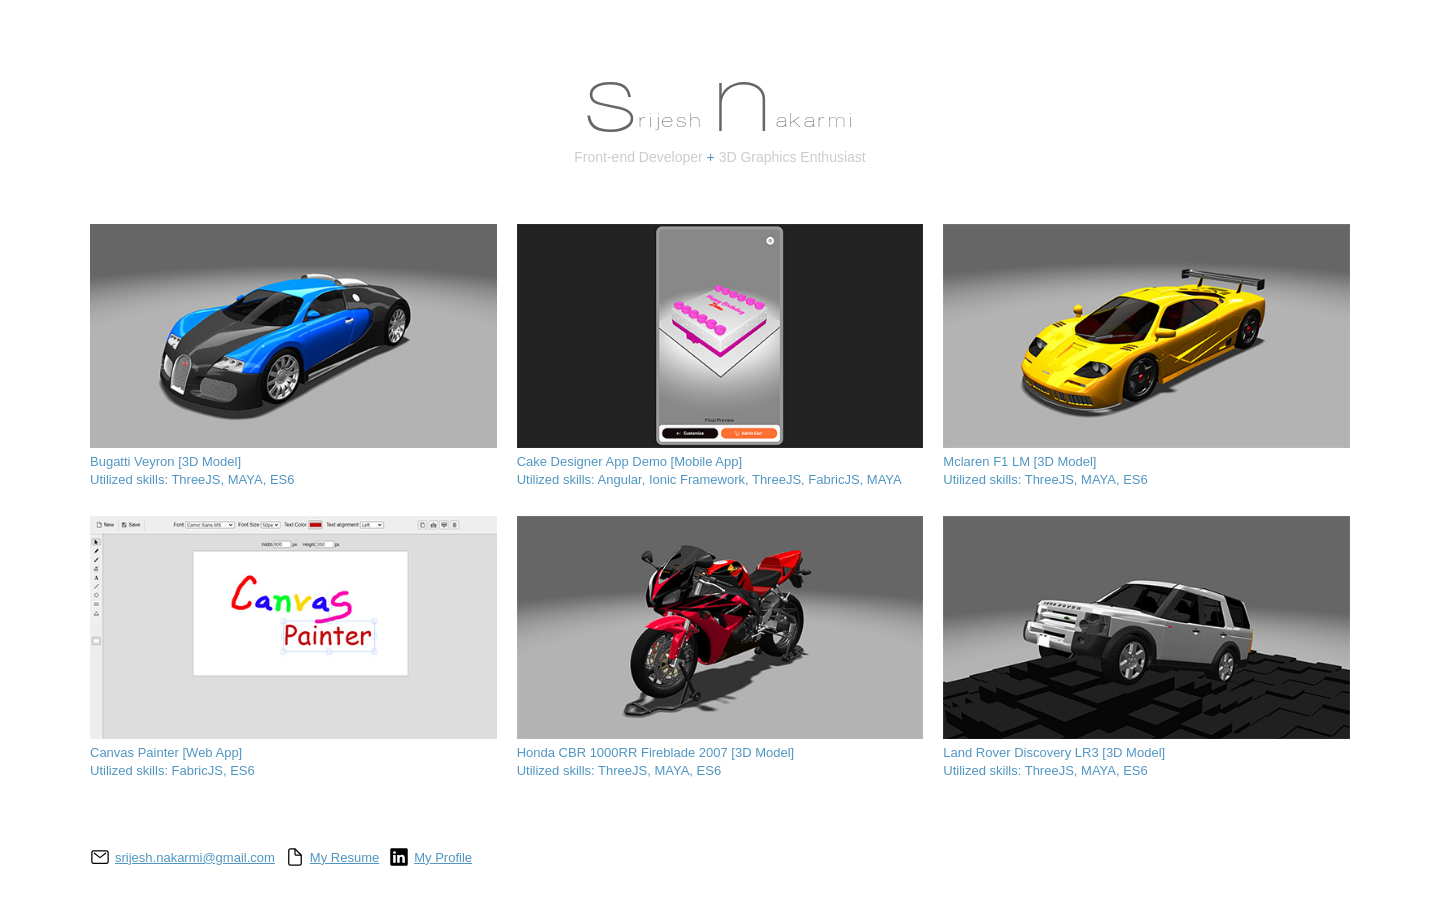 Srijesh Nakarmi
Front-end Developer + 3D Graphics Enthusiast
Bugatti Veyron [3D Model]
Utilized skills: ThreeJS, MAYA, ES6
Happy Birthday
Final Preview
Customize
Add to Cart
Cake Designer App Demo [Mobile App]
Utilized skills: Angular, Ionic Framework, ThreeJS, FabricJS, MAYA
Mclaren F1 LM [3D Model]
Utilized skills: ThreeJS, MAYA, ES6
New Save Font Comic Sans MS Font Size 50px Text Color Text alignment Left
Width 600 px Height 350 px
Canvas
Painter
Canvas Painter [Web App]
Utilized skills: FabricJS, ES6
Honda CBR 1000RR Fireblade 2007 [3D Model]
Utilized skills: ThreeJS, MAYA, ES6
Land Rover Discovery LR3 [3D Model]
Utilized skills: ThreeJS, MAYA, ES6
srijesh.nakarmi@gmail.com My Resume in My Profile